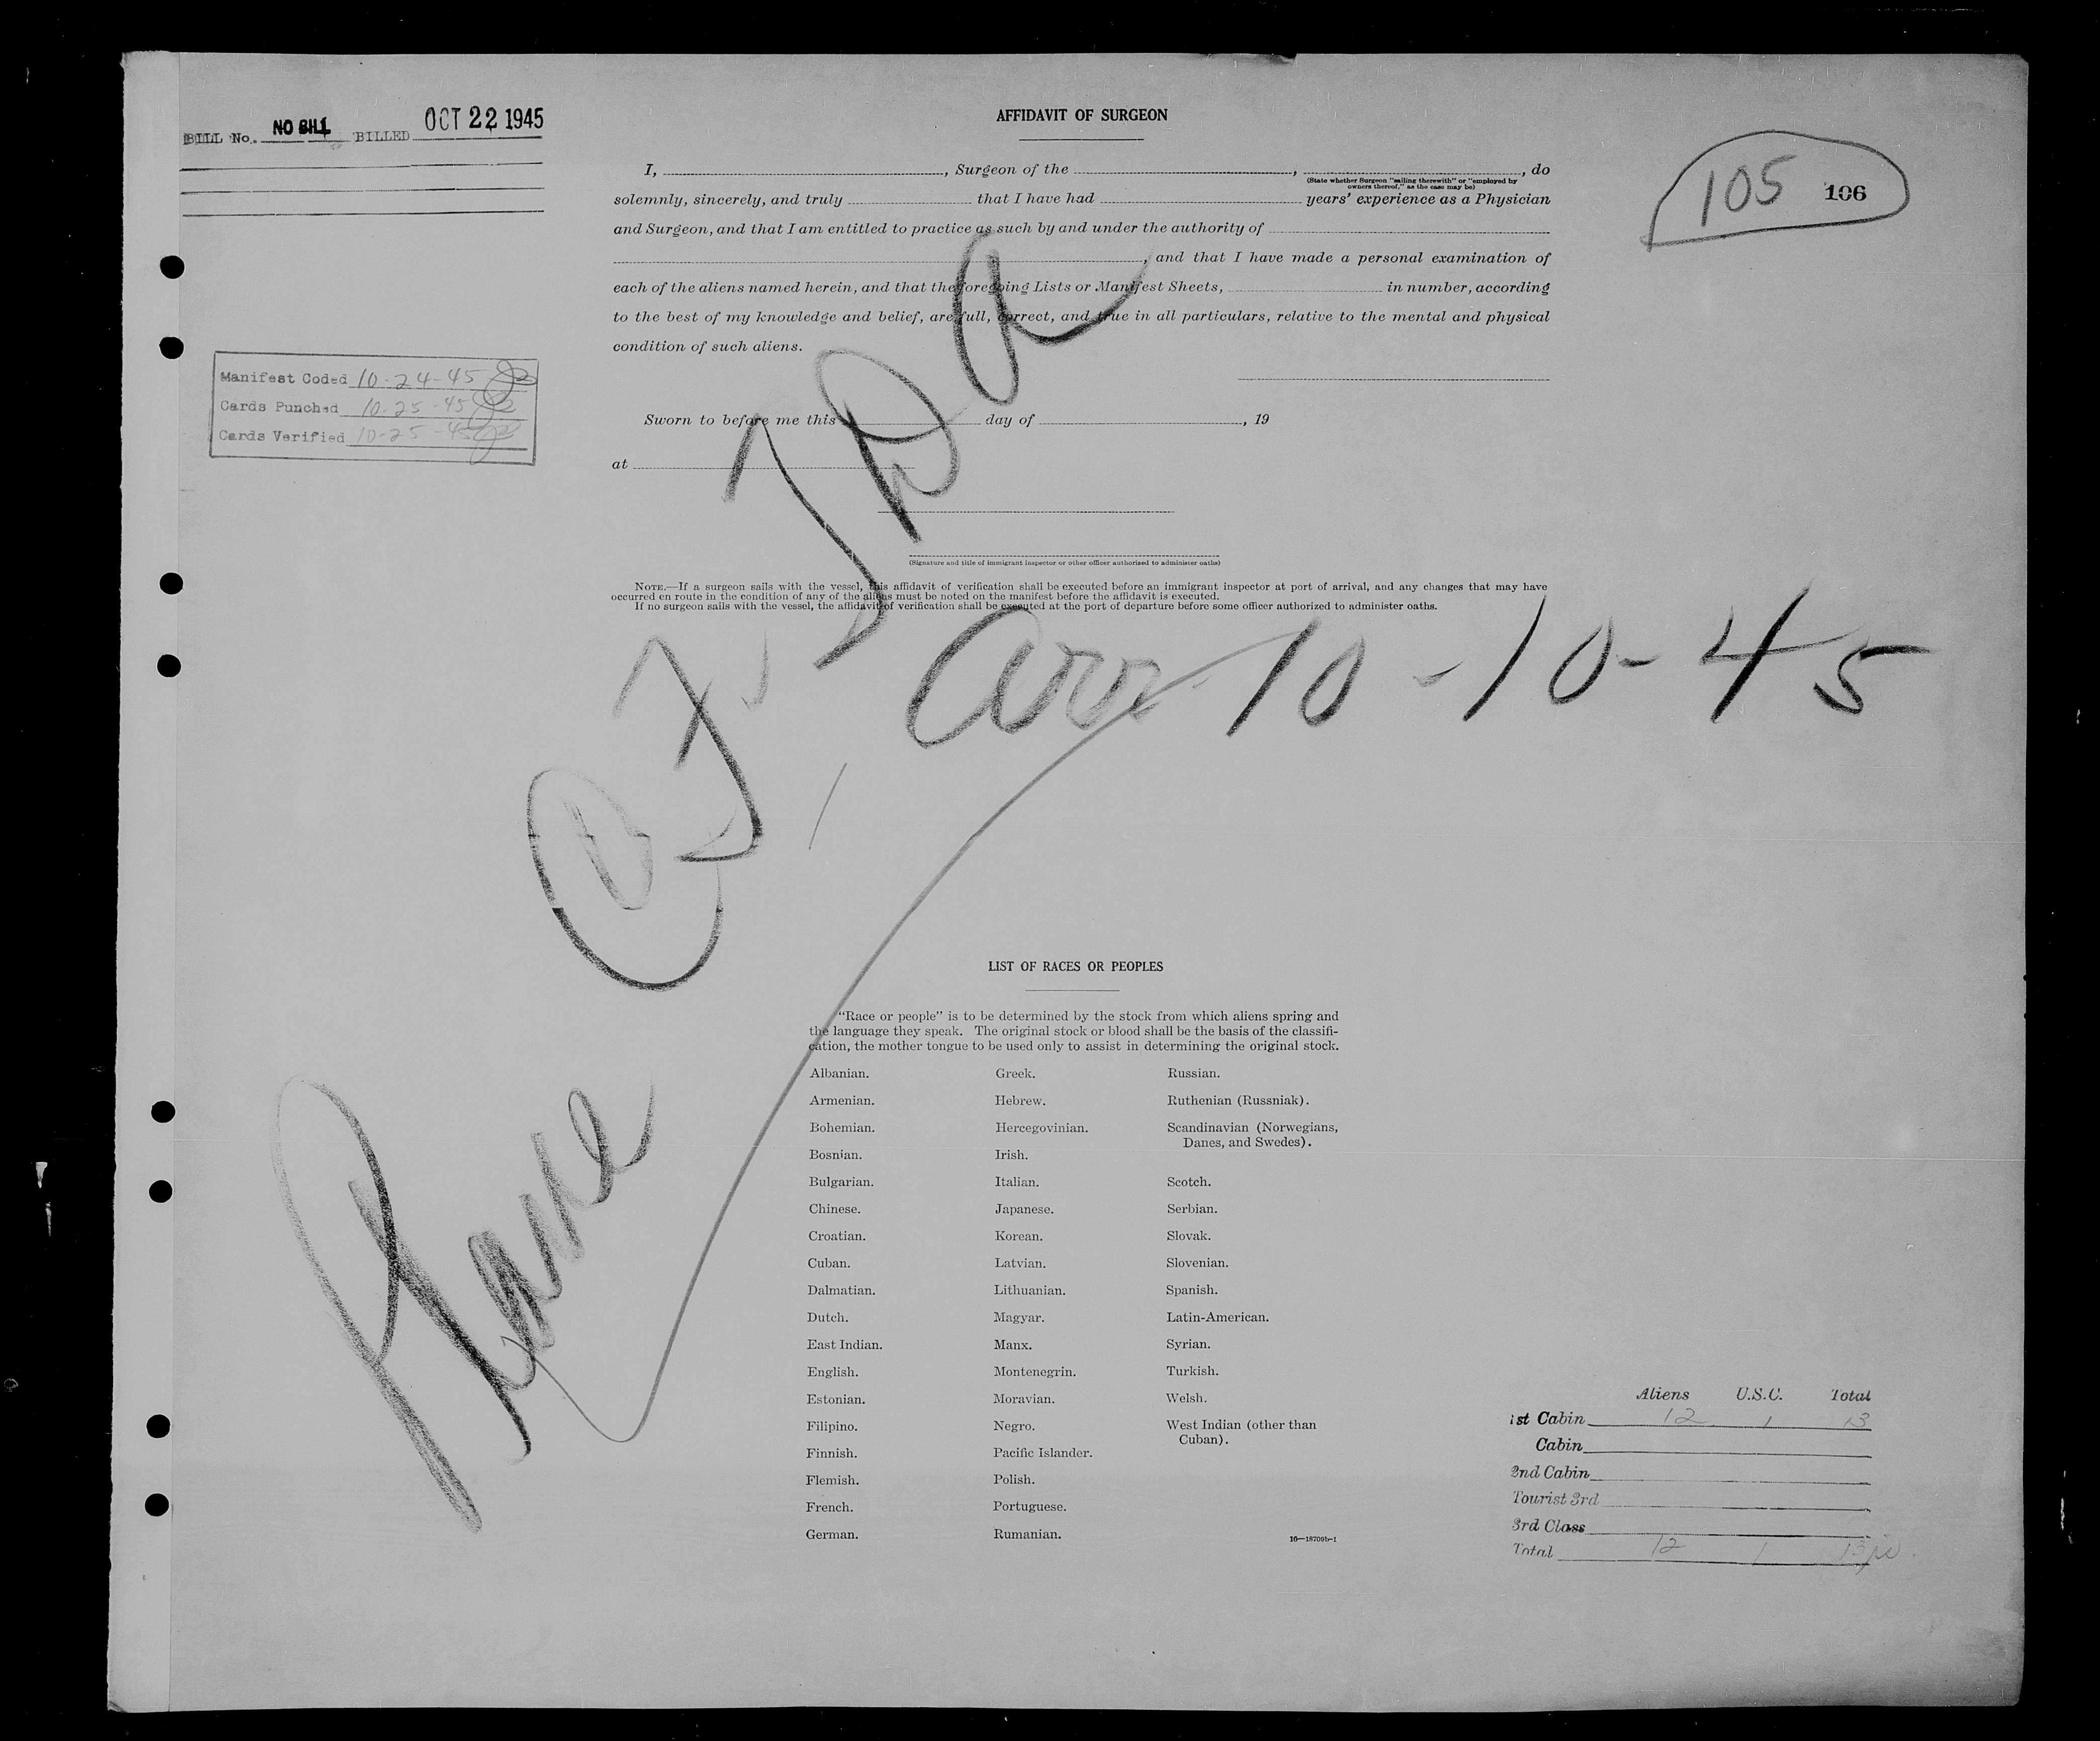 BILL No. NO BILL BILLED OCT 22 1945
AFFIDAVIT OF SURGEON
105 106
I, , Surgeon of the , , do
(State whether Surgeon "sailing therewith" or "employed by
owners thereof," as the case may be)
solemnly, sincerely, and truly that I have had years' experience as a Physician
and Surgeon, and that I am entitled to practice as such by and under the authority of
, and that I have made a personal examination of
each of the aliens named herein, and that the foregoing Lists or Manifest Sheets, in number, according
to the best of my knowledge and belief, are full, correct, and true in all particulars, relative to the mental and physical
condition of such aliens.
Manifest Coded 10-24-45
Cards Punched 10-25-45
Cards Verified 10-25-45
Sworn to before me this day of , 19
at
(Signature and title of immigrant inspector or other officer authorized to administer oaths)
NOTE.—If a surgeon sails with the vessel, this affidavit of verification shall be executed before an immigrant inspector at port of arrival, and any changes that may have
occurred en route in the condition of any of the aliens must be noted on the manifest before the affidavit is executed.
If no surgeon sails with the vessel, the affidavit of verification shall be executed at the port of departure before some officer authorized to administer oaths.
Plane
arr 10-10-45
LIST OF RACES OR PEOPLES
"Race or people" is to be determined by the stock from which aliens spring and
the language they speak. The original stock or blood shall be the basis of the classifi-
cation, the mother tongue to be used only to assist in determining the original stock.
Albanian. Greek. Russian.
Armenian. Hebrew. Ruthenian (Russniak).
Bohemian. Hercegovinian. Scandinavian (Norwegians,
Danes, and Swedes).
Bosnian. Irish.
Bulgarian. Italian. Scotch.
Chinese. Japanese. Serbian.
Croatian. Korean. Slovak.
Cuban. Latvian. Slovenian.
Dalmatian. Lithuanian. Spanish.
Dutch. Magyar. Latin-American.
East Indian. Manx. Syrian.
English. Montenegrin. Turkish.
Estonian. Moravian. Welsh.
Filipino. Negro. West Indian (other than
Cuban).
Finnish. Pacific Islander.
Flemish. Polish.
French. Portuguese.
German. Rumanian.
16—18709b-1
Aliens U.S.C. Total
1st Cabin 12 1 13
Cabin
2nd Cabin
Tourist 3rd
3rd Class
Total 12 1 13